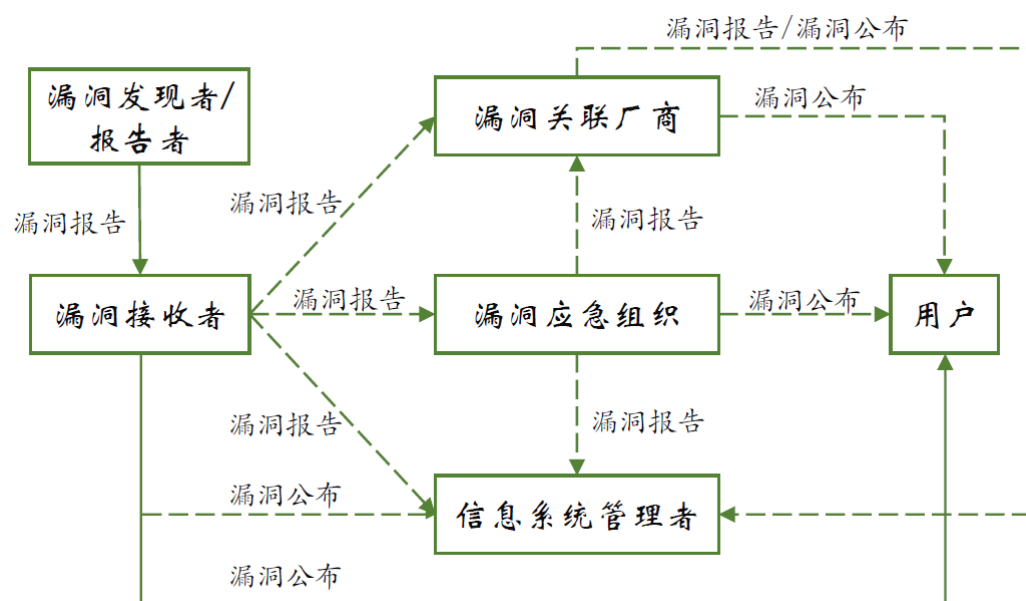 漏洞报告/漏洞公布
漏洞发现者/
报告者
漏洞关联厂商
漏洞公布
漏洞报告
漏洞报告
漏洞报告
漏洞接收者
漏洞报告
漏洞应急组织
漏洞公布
用户
漏洞报告
漏洞报告
漏洞公布
信息系统管理者
漏洞公布